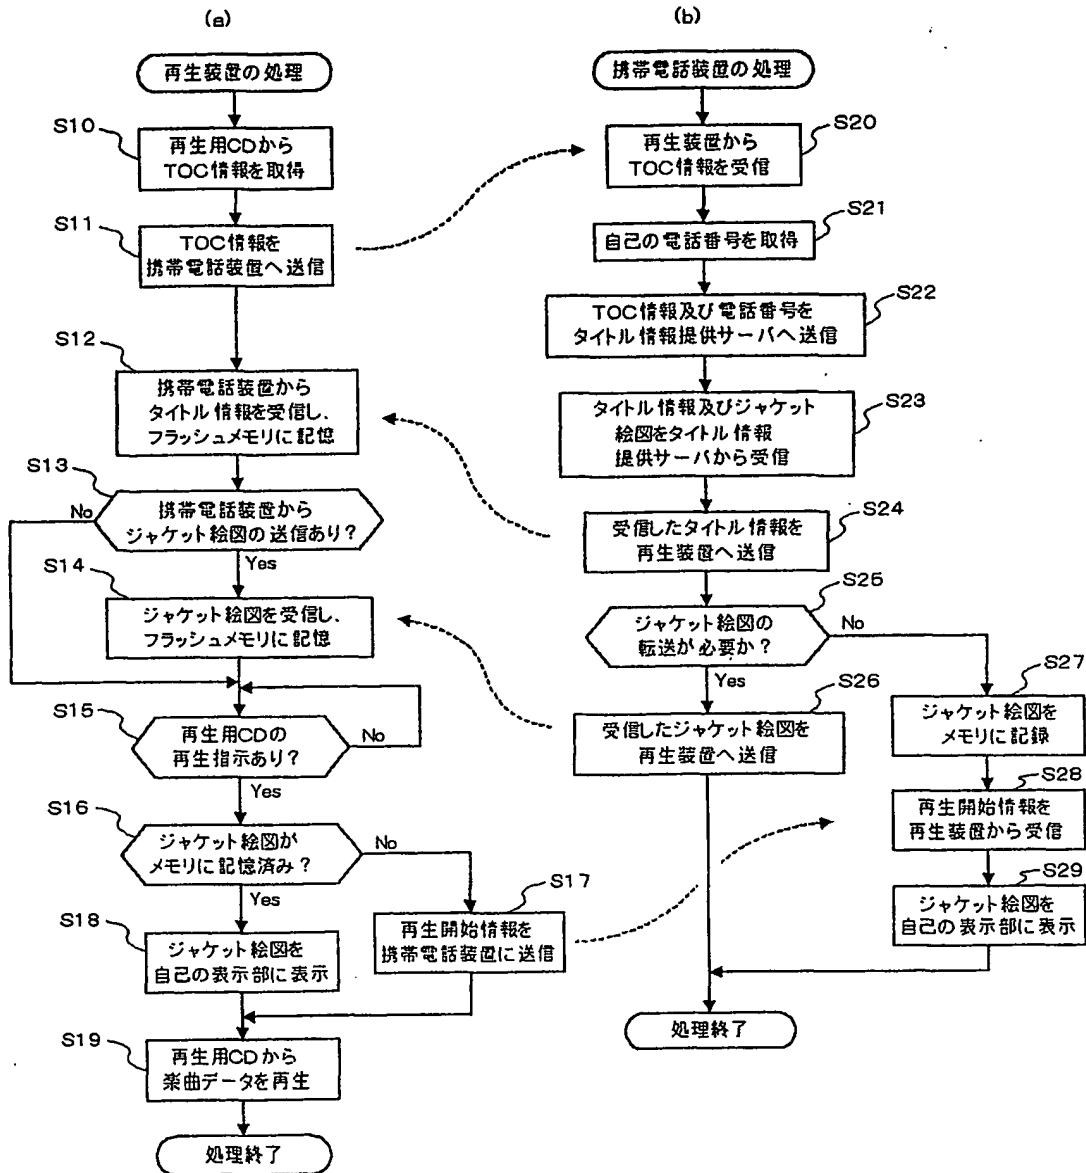 (a)
再生装置の処理
S10
再生用CDから
TOC情報を取得
S11
TOC情報を
携帯電話装置へ送信
S12
携帯電話装置から
タイトル情報を受信し、
フラッシュメモリに記憶
S13
携帯電話装置から
ジャケット絵図の送信あり？
No
Yes
S14
ジャケット絵図を受信し、
フラッシュメモリに記憶
S15
再生用CDの
再生指示あり？
No
Yes
S16
ジャケット絵図が
メモリに記憶済み？
No
Yes
S17
再生開始情報を
携帯電話装置に送信
S18
ジャケット絵図を
自己の表示部に表示
S19
再生用CDから
楽曲データを再生
処理終了
(b)
携帯電話装置の処理
S20
再生装置から
TOC情報を受信
S21
自己の電話番号を取得
S22
TOC情報及び電話番号を
タイトル情報提供サーバへ送信
S23
タイトル情報及びジャケット
絵図をタイトル情報
提供サーバから受信
S24
受信したタイトル情報を
再生装置へ送信
S25
ジャケット絵図の
転送が必要か？
No
Yes
S26
受信したジャケット絵図を
再生装置へ送信
S27
ジャケット絵図を
メモリに記録
S28
再生開始情報を
再生装置から受信
S29
ジャケット絵図を
自己の表示部に表示
処理終了